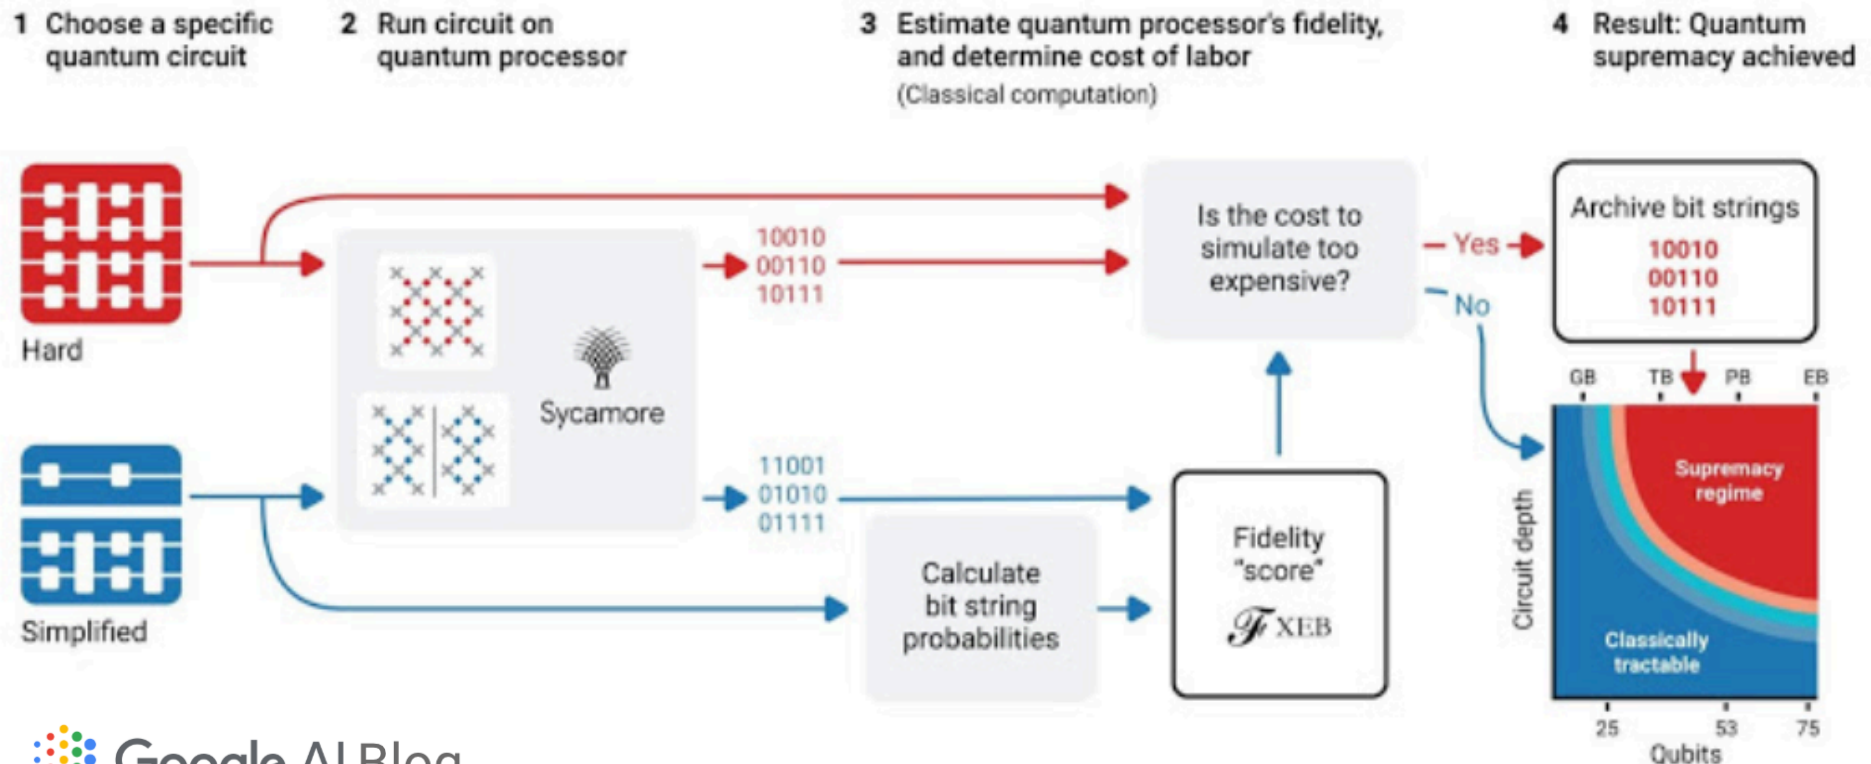 1 Choose a specific
quantum circuit
2 Run circuit on
quantum processor
3 Estimate quantum processor's fidelity,
and determine cost of labor
(Classical computation)
4 Result: Quantum
supremacy achieved
Hard
Sycamore
10010
00110
10111
Is the cost to
simulate too
expensive?
Yes
No
Archive bit strings
10010
00110
10111
Simplified
11001
01010
01111
Calculate
bit string
probabilities
Fidelity
"score"
ℱ XEB
GB TB PB EB
Supremacy
regime
Classically
tractable
Circuit depth
25 53 75
Qubits
Google AI Blog